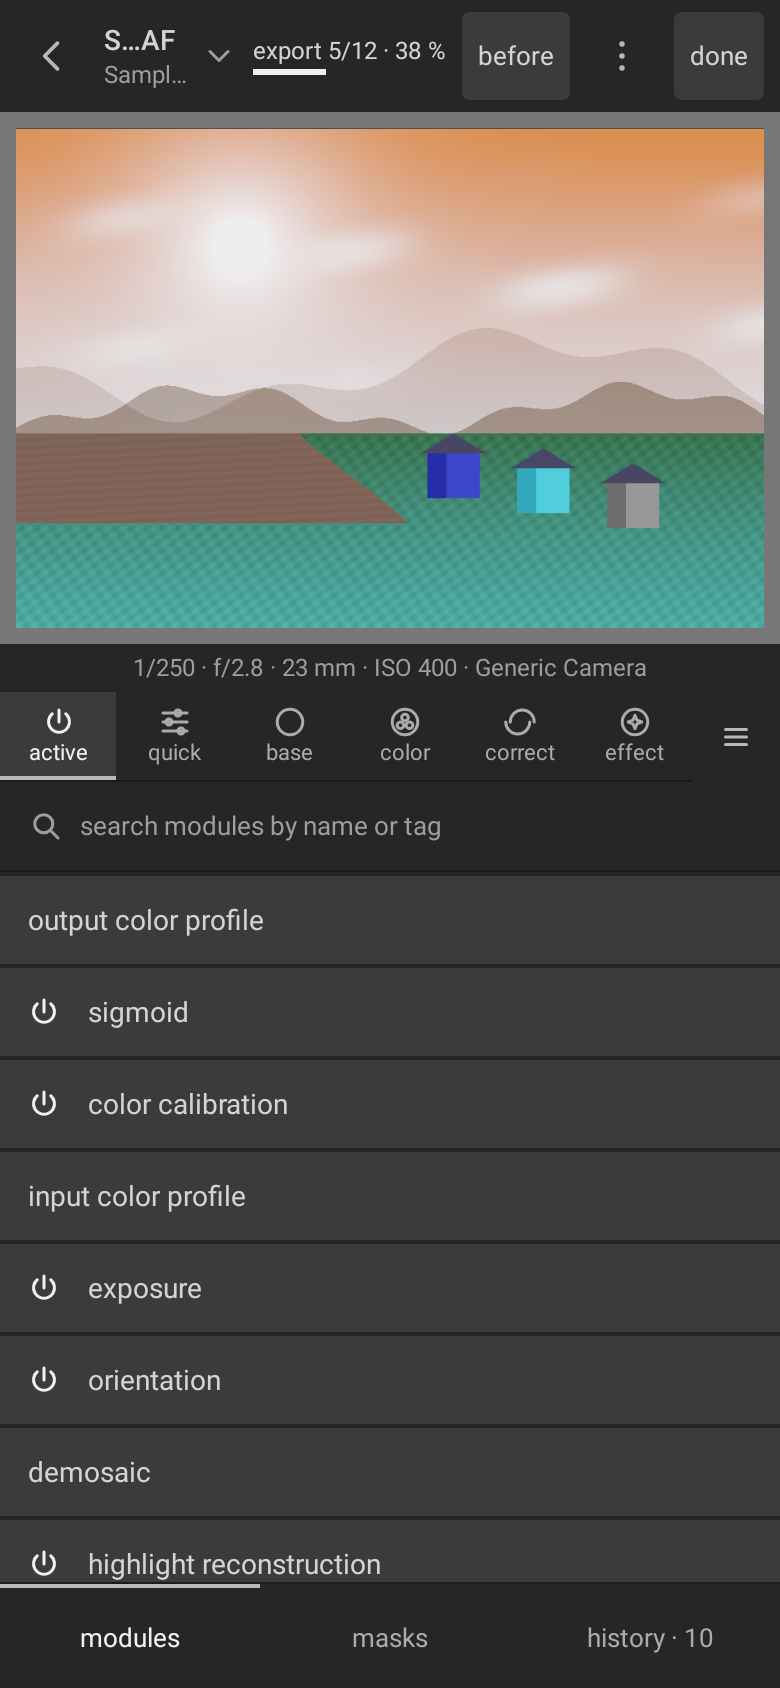 S...AF
Sampl...
export 5/12 · 38 %
before
done
1/250 · f/2.8 · 23 mm · ISO 400 · Generic Camera
active
quick
base
color
correct
effect
search modules by name or tag
output color profile
sigmoid
color calibration
input color profile
exposure
orientation
demosaic
highlight reconstruction
modules
masks
history · 10